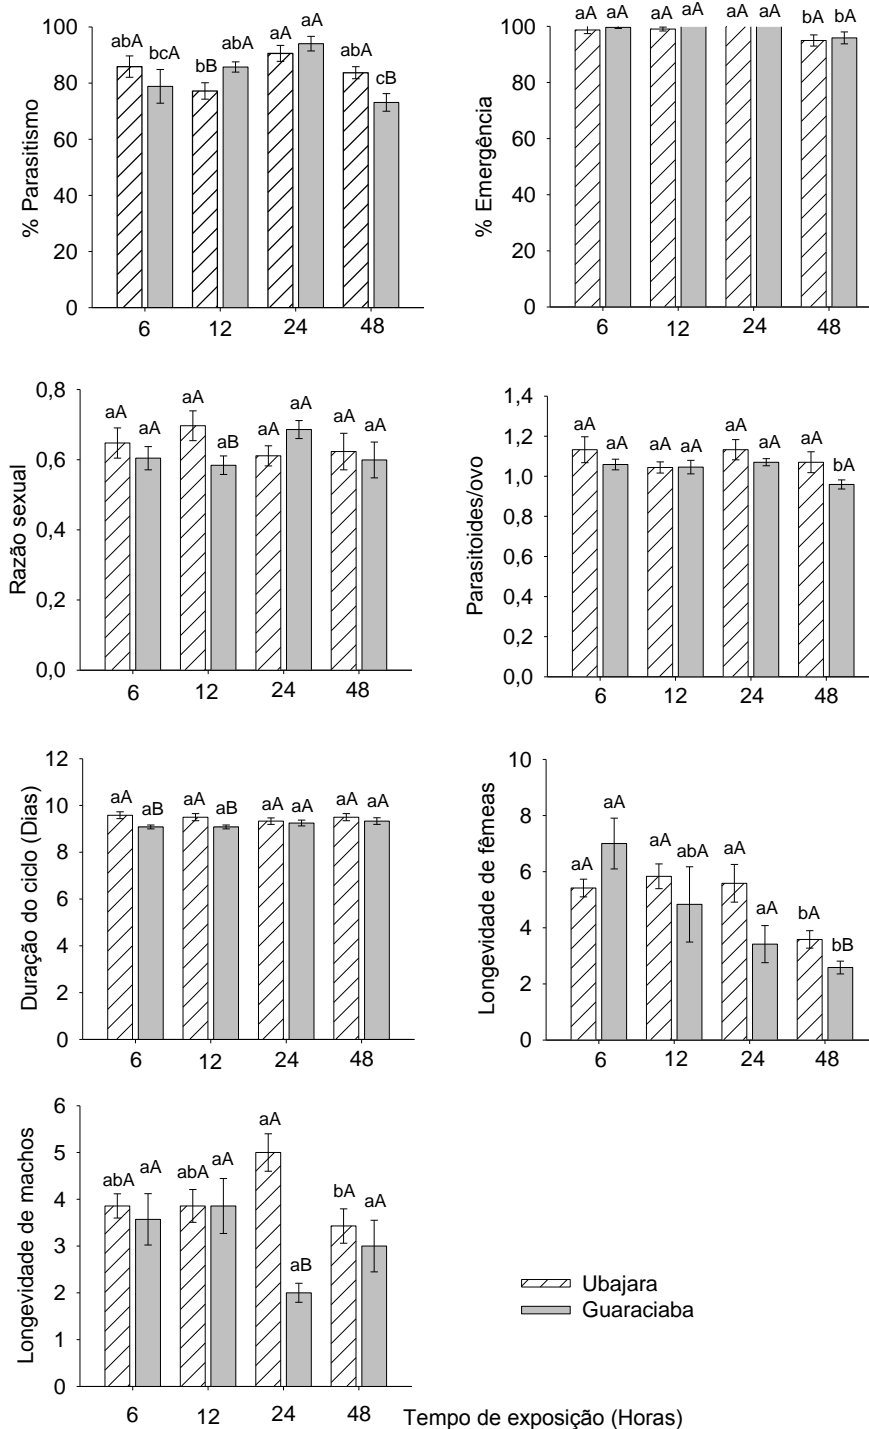 abA bcA bB abA aA aA abA cB
100
80
60
40
20
0
% Parasitismo
6 12 24 48
aA aA aA aA aA aA bA bA
100
80
60
40
20
0
% Emergência
6 12 24 48
aA aA aA aB aA aA aA aA
0,8
0,6
0,4
0,2
0,0
Razão sexual
6 12 24 48
aA aA aA aA aA aA aA bA
1,4
1,2
1,0
0,8
0,6
0,4
0,2
0,0
Parasitoides/ovo
6 12 24 48
aA aB aA aB aA aA aA aA
12
10
8
6
4
2
0
Duração do ciclo (Dias)
6 12 24 48
aA aA aA abA aA aA bA bB
10
8
6
4
2
0
Longevidade de fêmeas
6 12 24 48
abA aA abA aA aA aB bA aA
6
5
4
3
2
1
0
Longevidade de machos
6 12 24 48
Ubajara
Guaraciaba
Tempo de exposição (Horas)